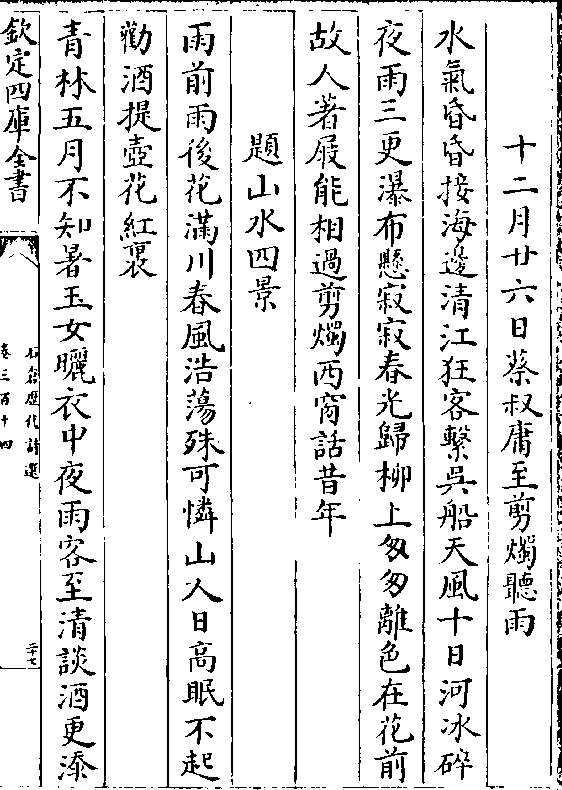 十二月廿六日蔡叔庸至剪燭聽雨
水氣昏昏接海邊清江狂客繫吳船天風十日河冰碎
夜雨三更瀑布懸寂寂春光歸柳上匆匆離色在花前
故人著屐能相過剪燭西窗話昔年
題山水四景
雨前雨後花滿川春風浩蕩殊可憐山人日高眠不起
勸酒提壺花紅裏
青林五月不知暑玉女曬衣中夜雨客至清談酒更添
欽定四庫全書
石倉歷代詩選
卷三百十四
二十七